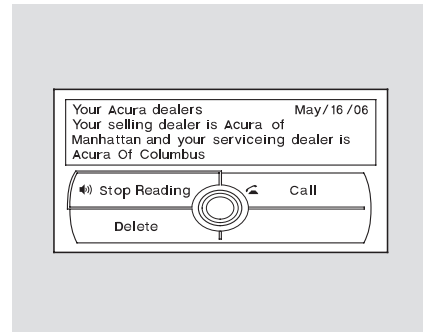 Your Acura dealers May/16/06
Your selling dealer is Acura of
Manhattan and your serviceing dealer is
Acura Of Columbus
Stop Reading Call
Delete